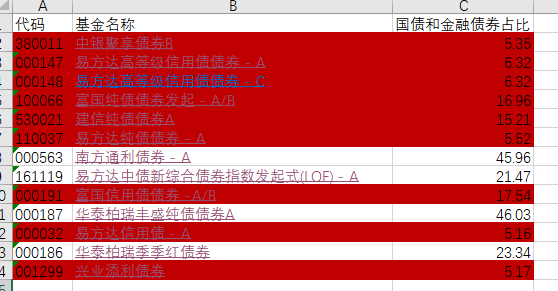 A B C
代码 基金名称 国债和金融债券占比
380011 中银聚享债券B 5.35
000147 易方达高等级信用债债券 - A 6.32
000148 易方达高等级信用债债券 - C 6.32
100066 富国纯债债券发起 - A/B 16.96
530021 建信纯债债券A 15.21
110037 易方达纯债债券 - A 5.52
000563 南方通利债券 - A 45.96
161119 易方达中债新综合债券指数发起式(LOF) - A 21.47
000191 富国信用债债券 -A/B 17.54
000187 华泰柏瑞丰盛纯债债券A 46.03
000032 易方达信用债 - A 5.16
000186 华泰柏瑞季季红债券 23.34
001299 兴业添利债券 5.17